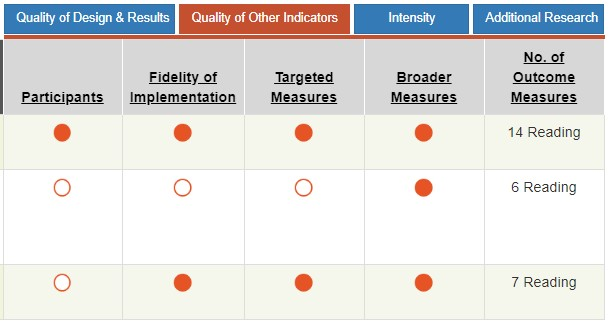 Quality of Design & Results
Quality of Other Indicators
Intensity
Additional Research
Participants
Fidelity of
Implementation
Targeted
Measures
Broader
Measures
No. of
Outcome
Measures
14 Reading
6 Reading
7 Reading